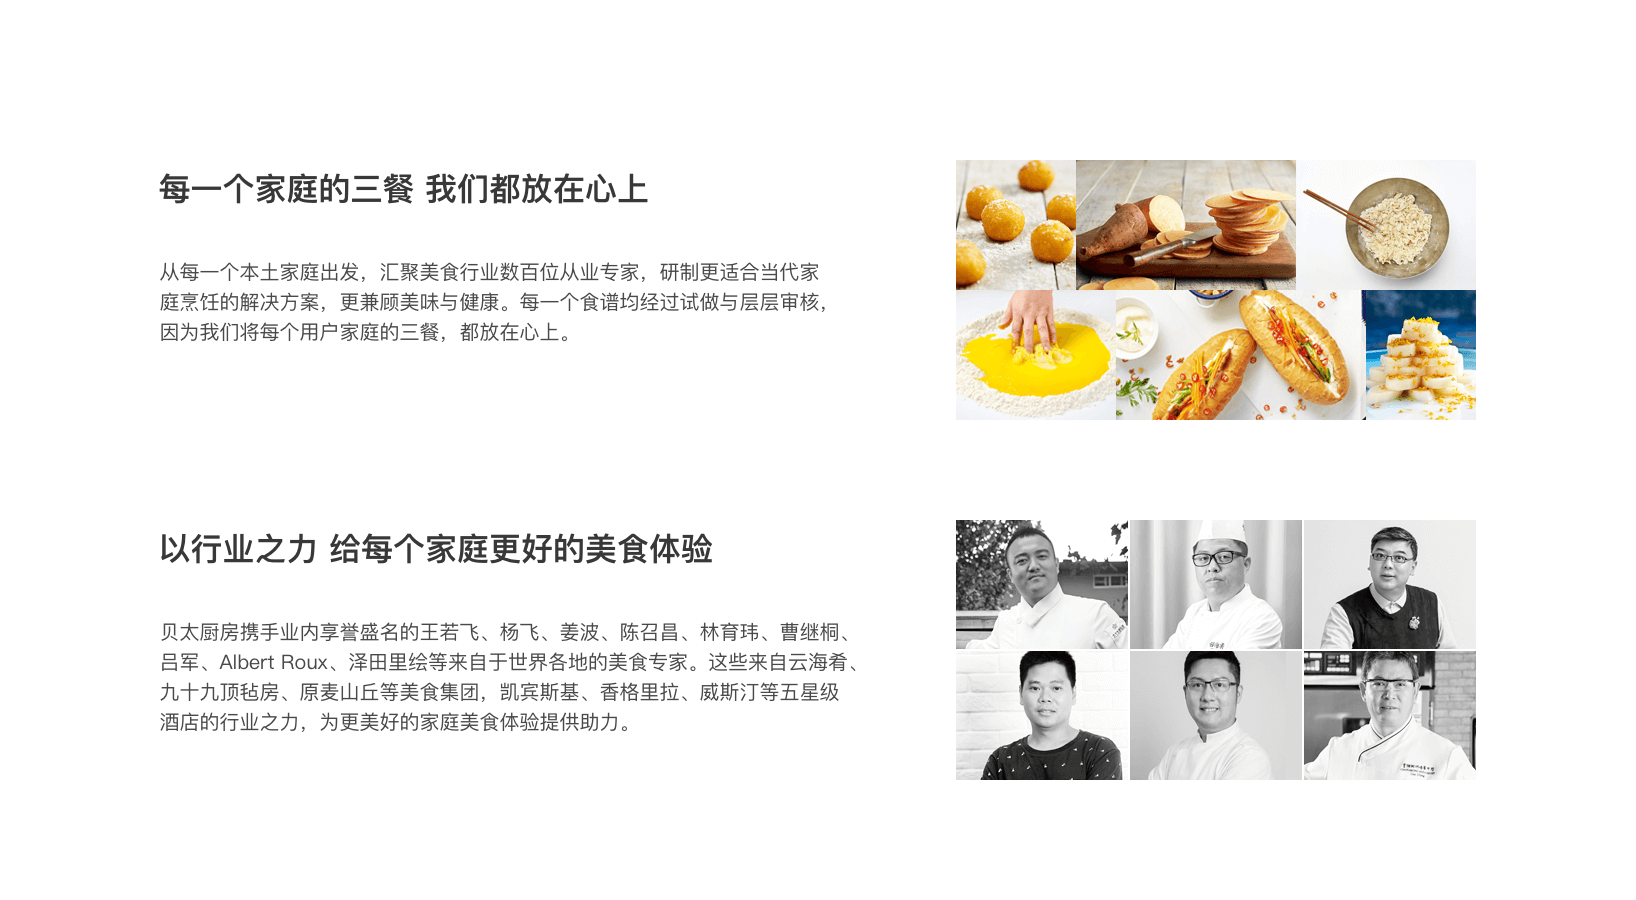 每一个家庭的三餐 我们都放在心上
从每一个本土家庭出发，汇聚美食行业数百位从业专家，研制更适合当代家
庭烹饪的解决方案，更兼顾美味与健康。每一个食谱均经过试做与层层审核，
因为我们将每个用户家庭的三餐，都放在心上。
以行业之力 给每个家庭更好的美食体验
贝太厨房携手业内享誉盛名的王若飞、杨飞、姜波、陈召昌、林育玮、曹继桐、
吕军、Albert Roux、泽田里绘等来自于世界各地的美食专家。这些来自云海肴、
九十九顶毡房、原麦山丘等美食集团，凯宾斯基、香格里拉、威斯汀等五星级
酒店的行业之力，为更美好的家庭美食体验提供助力。